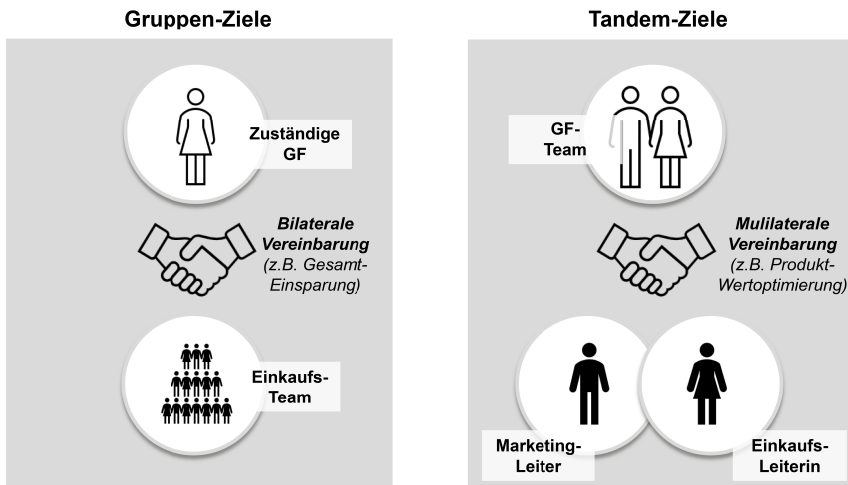 Gruppen-Ziele
Zuständige
GF
Bilaterale
Vereinbarung
(z.B. Gesamt-
Einsparung)
Einkaufs-
Team
Tandem-Ziele
GF-
Team
Mulilaterale
Vereinbarung
(z.B. Produkt-
Wertoptimierung)
Marketing-
Leiter
Einkaufs-
Leiterin